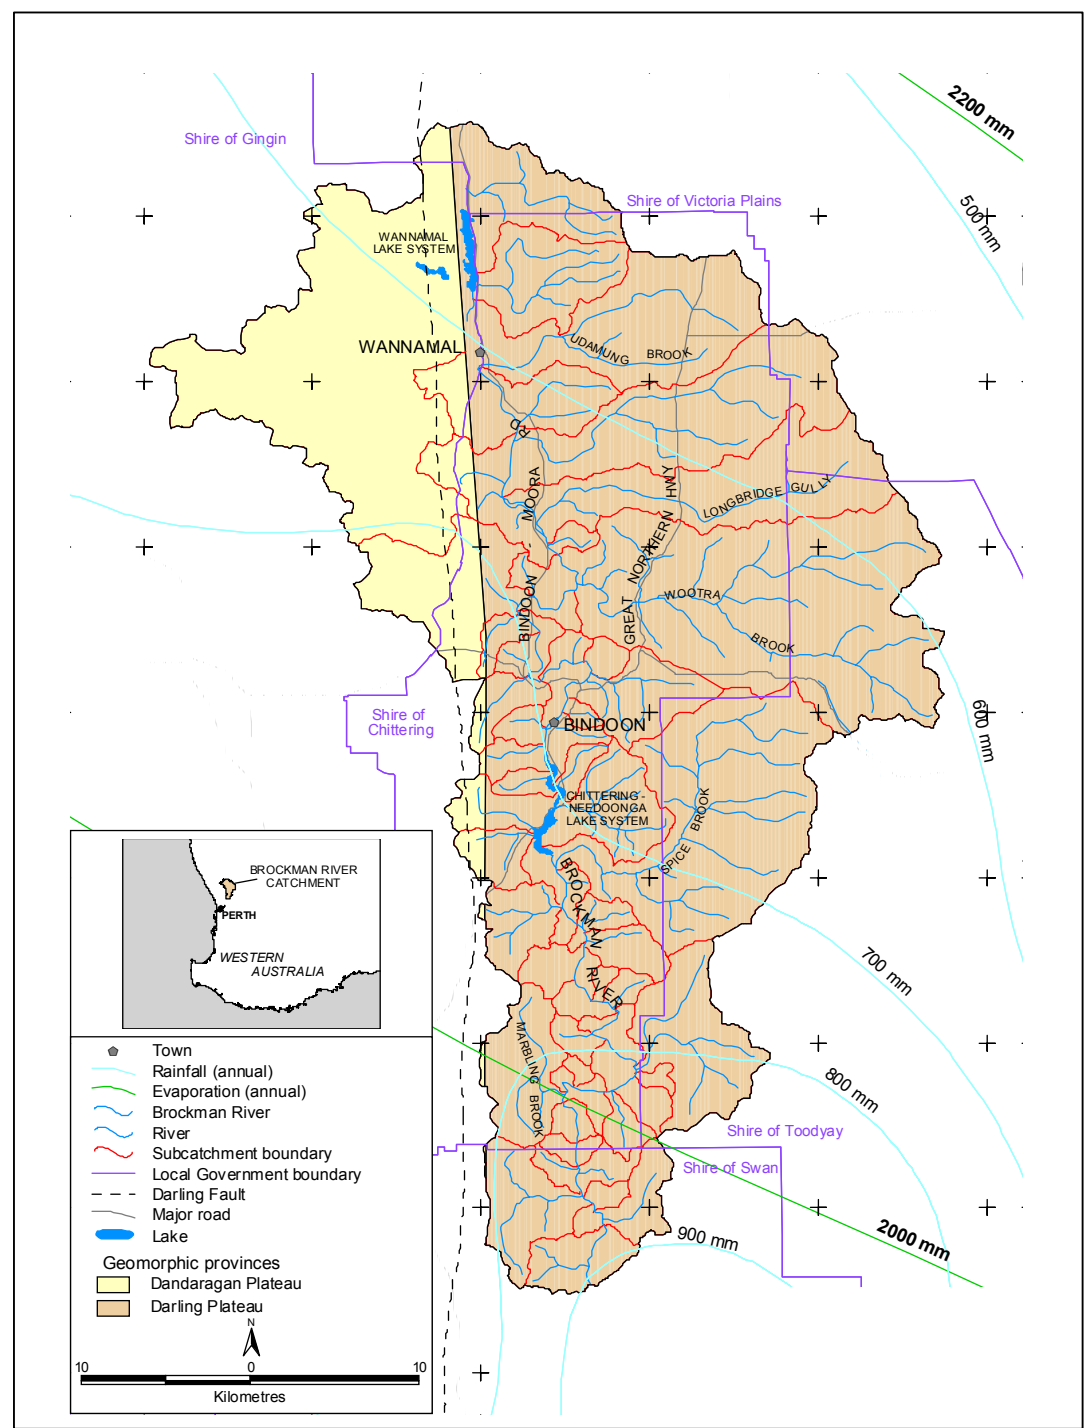 2200 mm
Shire of Gingin
Shire of Victoria Plains
500 mm
WANNAMAL
LAKE SYSTEM
WANNAMAL
UDAMUNG BROOK
RD
MOORA
-
BINDOON
GREAT NORTHERN HWY
LONGBRIDGE GULLY
WOOTRA
BROOK
600 mm
Shire of
Chittering
BINDOON
CHITTERING -
NEEDOONGA
LAKE SYSTEM
SPICE BROOK
BROCKMAN RIVER
700 mm
MARBLING BROOK
800 mm
Shire of Toodyay
Shire of Swan
900 mm
2000 mm
BROCKMAN RIVER
CATCHMENT
PERTH
WESTERN
AUSTRALIA
Town
Rainfall (annual)
Evaporation (annual)
Brockman River
River
Subcatchment boundary
Local Government boundary
Darling Fault
Major road
Lake
Geomorphic provinces
Dandaragan Plateau
Darling Plateau
N
10 0 10
Kilometres